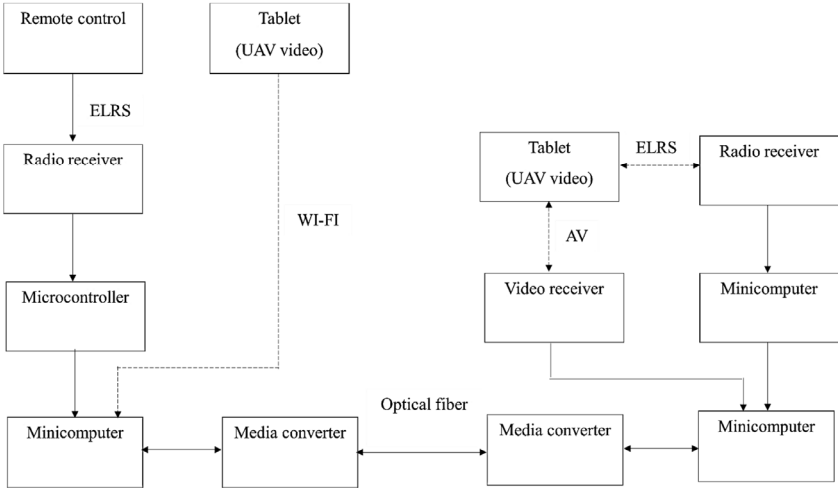 Remote control
Tablet
(UAV video)
ELRS
Radio receiver
Tablet
(UAV video)
ELRS
Radio receiver
WI-FI
AV
Microcontroller
Video receiver
Minicomputer
Optical fiber
Minicomputer
Media converter
Media converter
Minicomputer